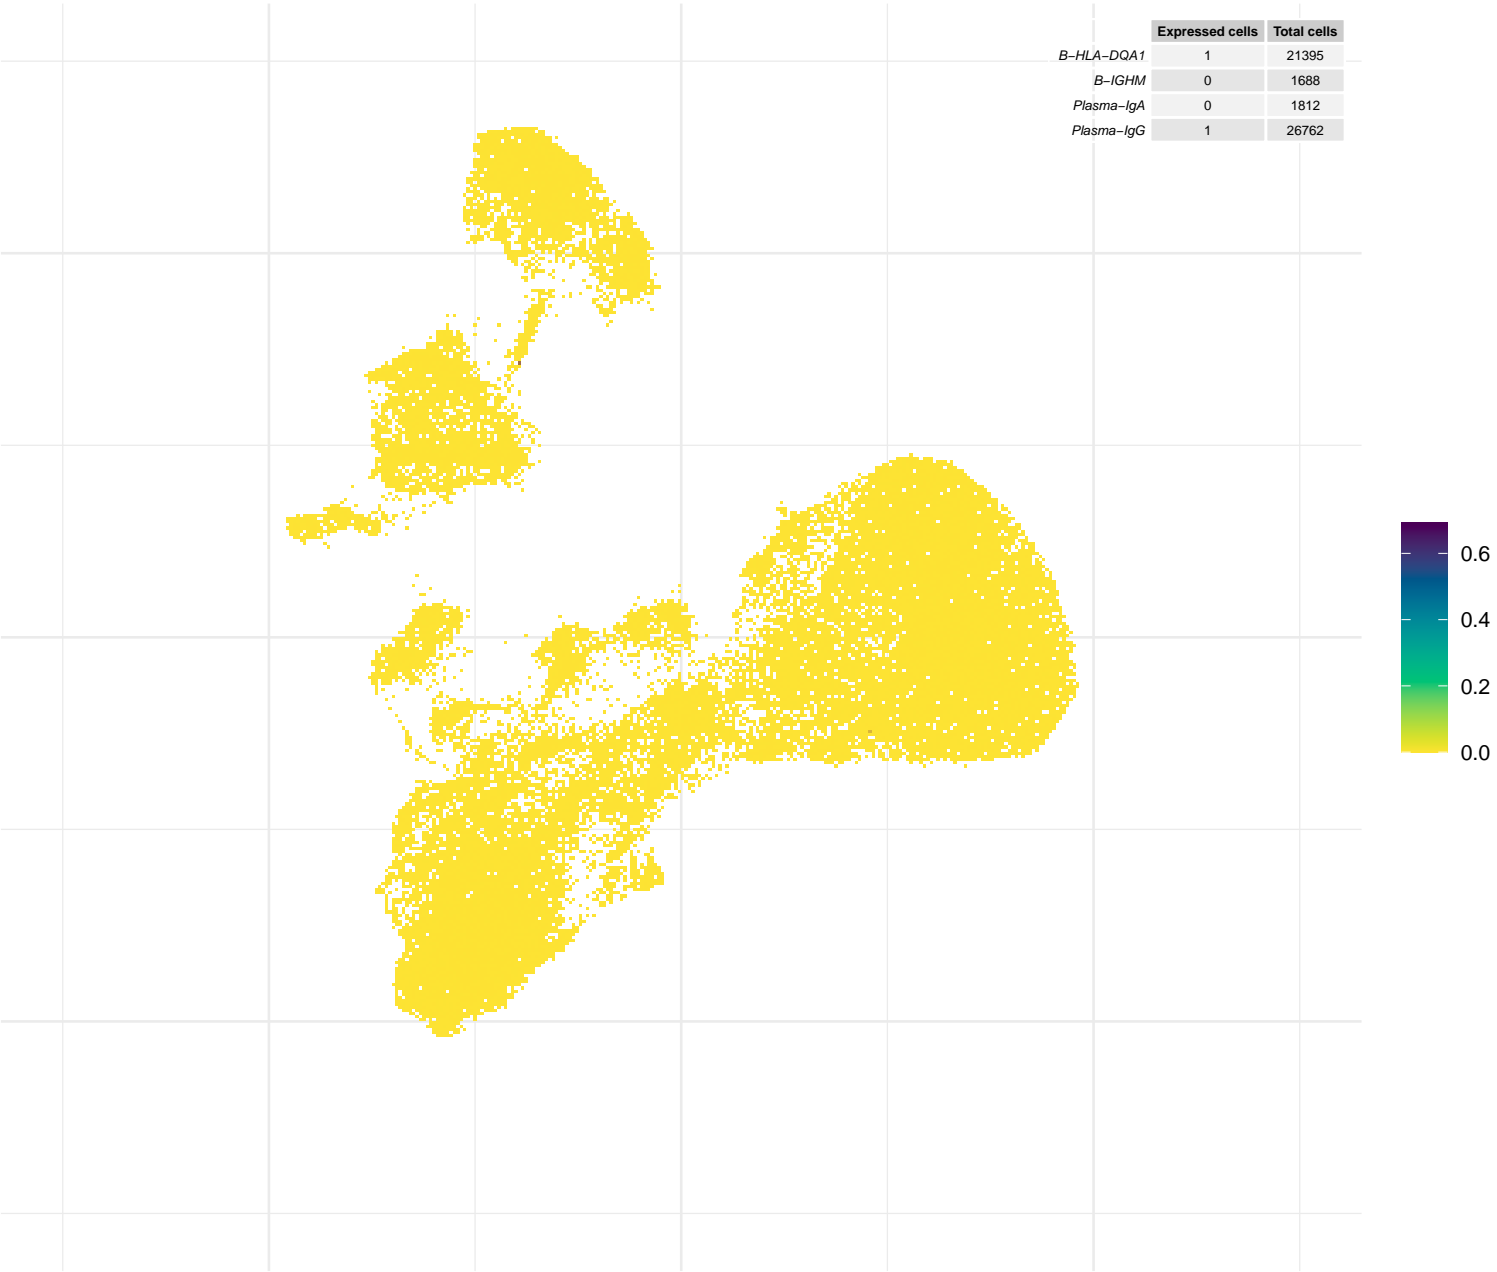 Expressed cells Total cells
B-HLA-DQA1 1 21395
B-IGHM 0 1688
Plasma-IgA 0 1812
Plasma-IgG 1 26762
0.6
0.4
0.2
0.0